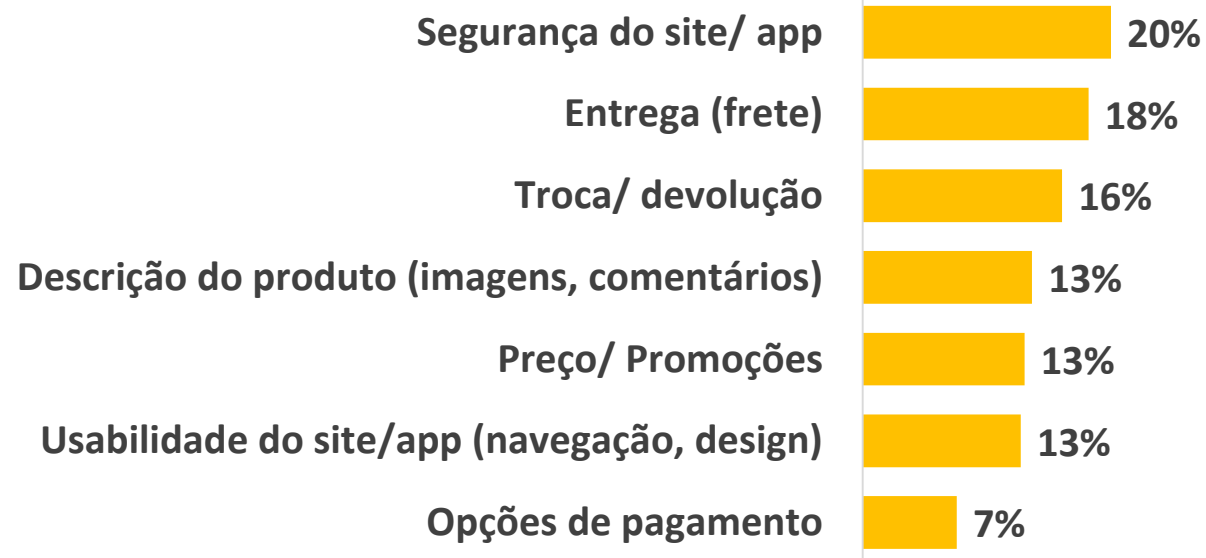 Segurança do site/ app 20%
Entrega (frete) 18%
Troca/ devolução 16%
Descrição do produto (imagens, comentários) 13%
Preço/ Promoções 13%
Usabilidade do site/app (navegação, design) 13%
Opções de pagamento 7%